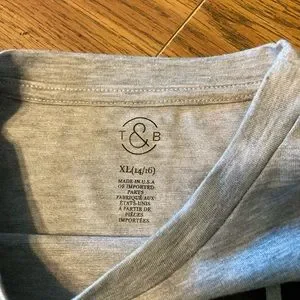 T & B
XL(14/16)
MADE IN U.S.A
OF IMPORTED
PARTS
FABRIQUÉ AUX
ÉTATS-UNIS
À PARTIR DE
PIÈCES
IMPORTÉES.